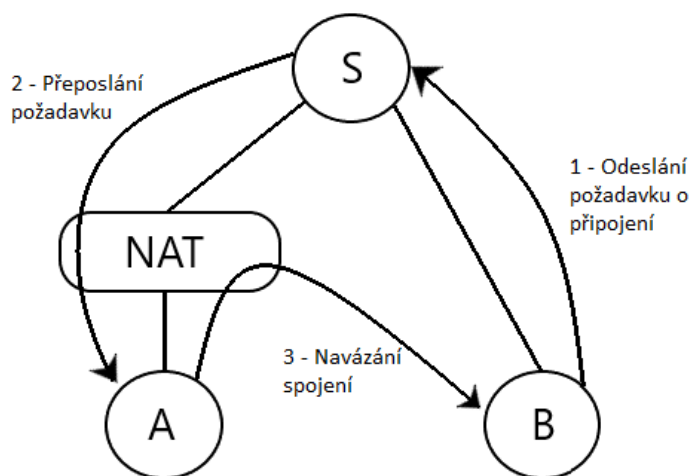 S
2 - Přeposlání
požadavku
1 - Odeslání
požadavku o
připojení
NAT
3 - Navázání
spojení
A
B